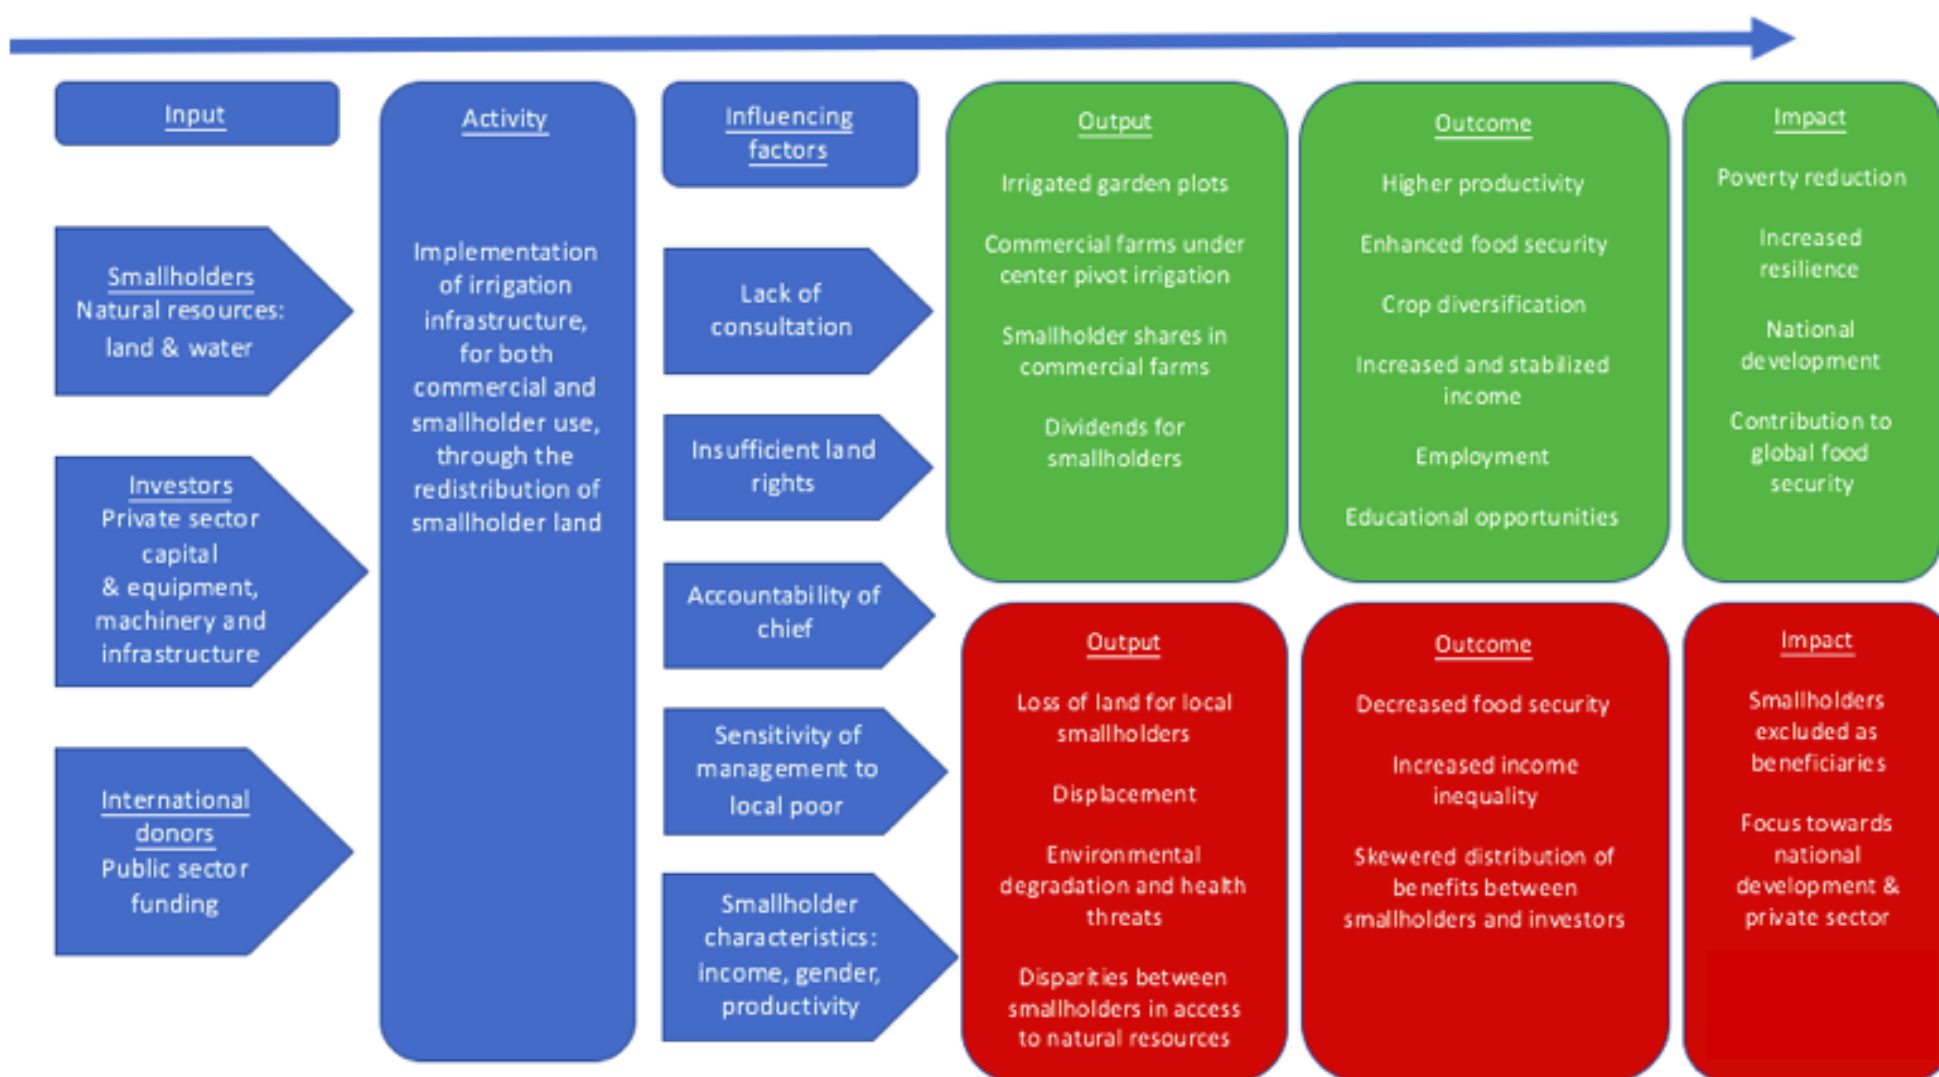 Input
Smallholders
Natural resources:
land & water
Investors
Private sector
capital
& equipment,
machinery and
infrastructure
International
donors
Public sector
funding
Activity
Implementation
of irrigation
infrastructure,
for both
commercial and
smallholder use,
through the
redistribution of
smallholder land
Influencing
factors
Lack of
consultation
Insufficient land
rights
Accountability of
chief
Sensitivity of
management to
local poor
Smallholder
characteristics:
income, gender,
productivity
Output
Irrigated garden plots
Commercial farms under
center pivot irrigation
Smallholder shares in
commercial farms
Dividends for
smallholders
Outcome
Higher productivity
Enhanced food security
Crop diversification
Increased and stabilized
income
Employment
Educational opportunities
Impact
Poverty reduction
Increased
resilience
National
development
Contribution to
global food
security
Output
Loss of land for local
smallholders
Displacement
Environmental
degradation and health
threats
Disparities between
smallholders in access
to natural resources
Outcome
Decreased food security
Increased income
inequality
Skewered distribution of
benefits between
smallholders and investors
Impact
Smallholders
excluded as
beneficiaries
Focus towards
national
development &
private sector